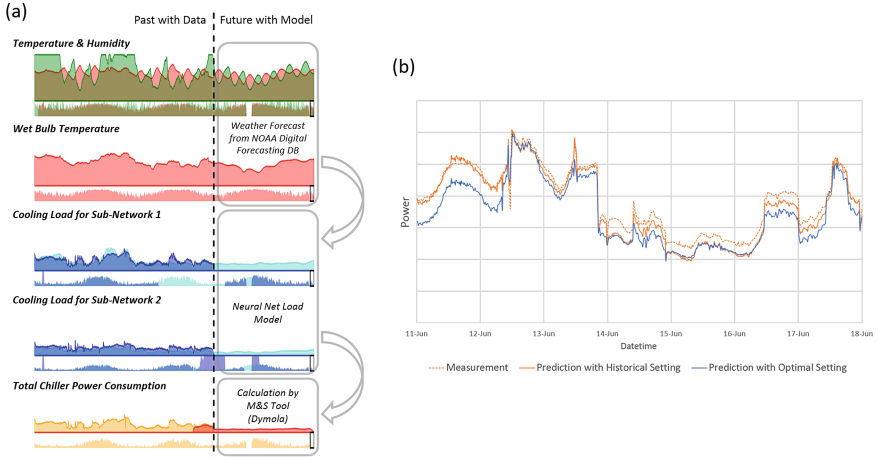 (a)
Past with Data
Future with Model
Temperature & Humidity
Weather Forecast
from NOAA Digital
Forecasting DB
Wet Bulb Temperature
Cooling Load for Sub-Network 1
Cooling Load for Sub-Network 2
Neural Net Load
Model
Total Chiller Power Consumption
Calculation by
M&S Tool
(Dymola)
(b)
Power
11-Jun
12-Jun
13-Jun
14-Jun
15-Jun
16-Jun
17-Jun
18-Jun
Datetime
Measurement
Prediction with Historical Setting
Prediction with Optimal Setting